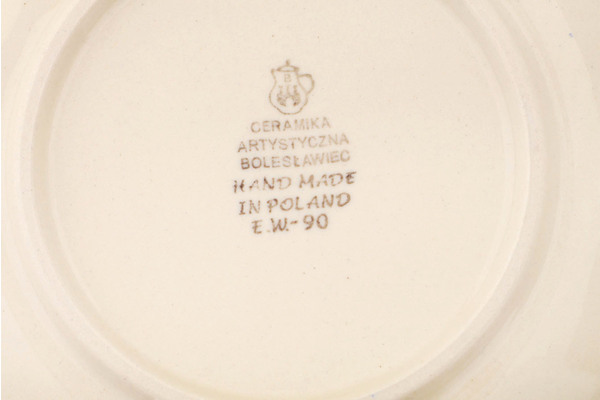 B
CERAMIKA
ARTYSTYCZNA
BOLESŁAWIEC
HAND MADE
IN POLAND
E.W.-90